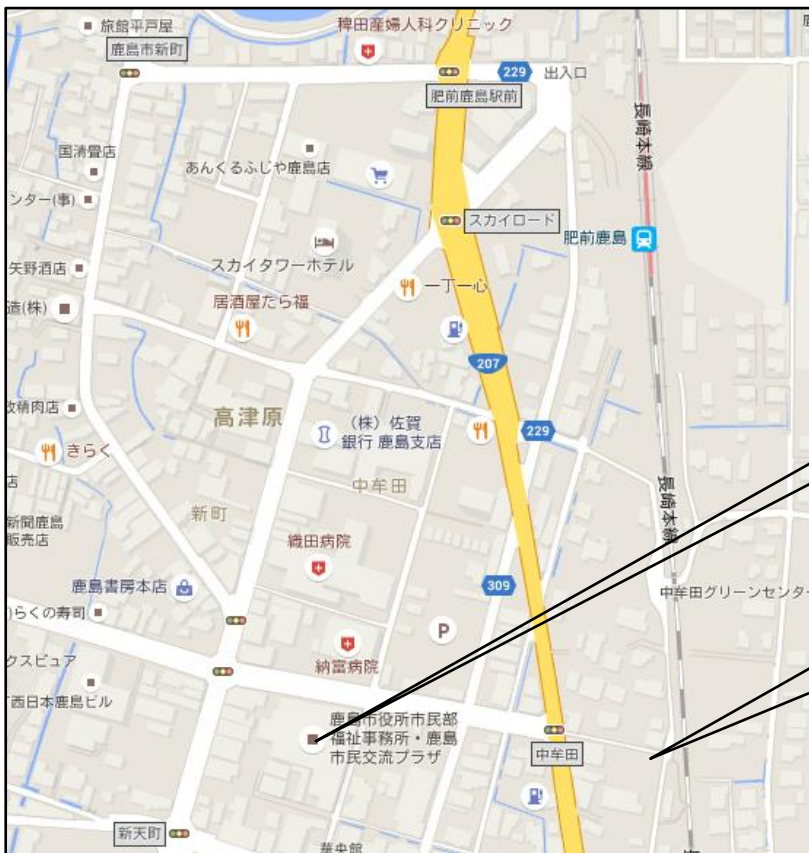 旅館平戸屋
稗田産婦人科クリニック
鹿島市新町
229
出入口
肥前鹿島駅前
長崎本線
国清畳店
あんくるふじや鹿島店
ンター(事)
スカイロード
肥前鹿島
矢野酒店
スカイタワーホテル
一丁一心
造(株)
居酒屋たら福
207
精肉店
高津原
(株)佐賀
銀行 鹿島支店
229
きらく
店
中牟田
長崎本線
新町
新聞鹿島
販売店
織田病院
鹿島書房本店
309
中牟田グリーンセンター
らくの寿司
P
クスピュア
納富病院
西日本鹿島ビル
鹿島市役所市民部
福祉事務所・鹿島
市民交流プラザ
中牟田
新天町
華央館